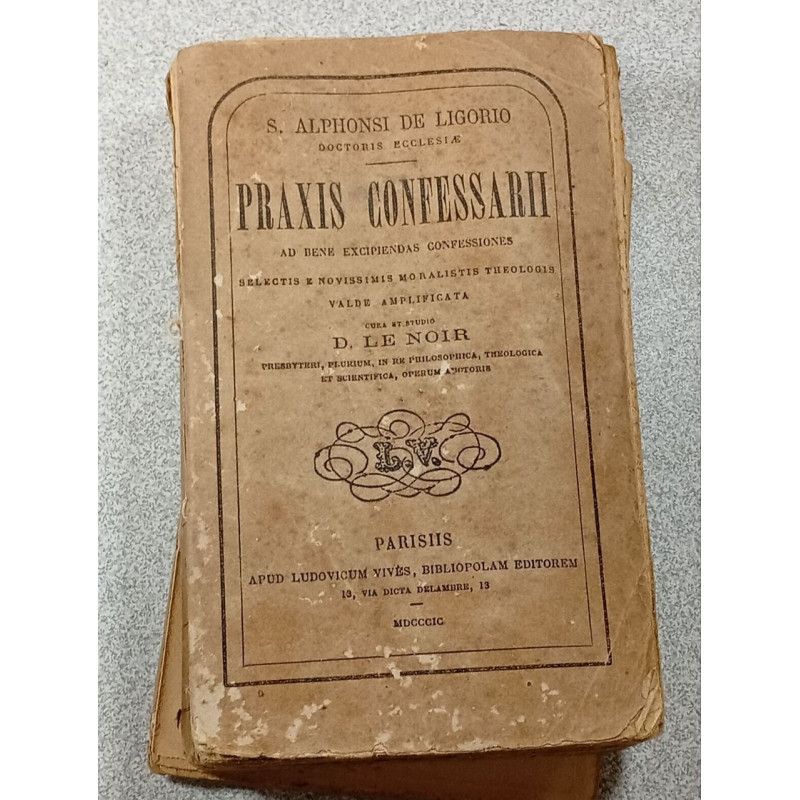 S. ALPHONSI DE LIGORIO
DOCTORIS ECCLESIÆ
PRAXIS CONFESSARII
AD BENE EXCIPIENDAS CONFESSIONES
SELECTIS E NOVISSIMIS MORALISTIS THEOLOGIS
VALDE AMPLIFICATA
CURA ET STUDIO
D. LE NOIR
PRESBYTERI, PLURIUM, IN RE PHILOSOPHICA, THEOLOGICA
ET SCIENTIFICA, OPERUM AUCTORIS
L.V.
PARISIIS
APUD LUDOVICUM VIVÈS, BIBLIOPOLAM EDITOREM
13, VIA DICTA DELAMBRE, 13
MDCCCIC